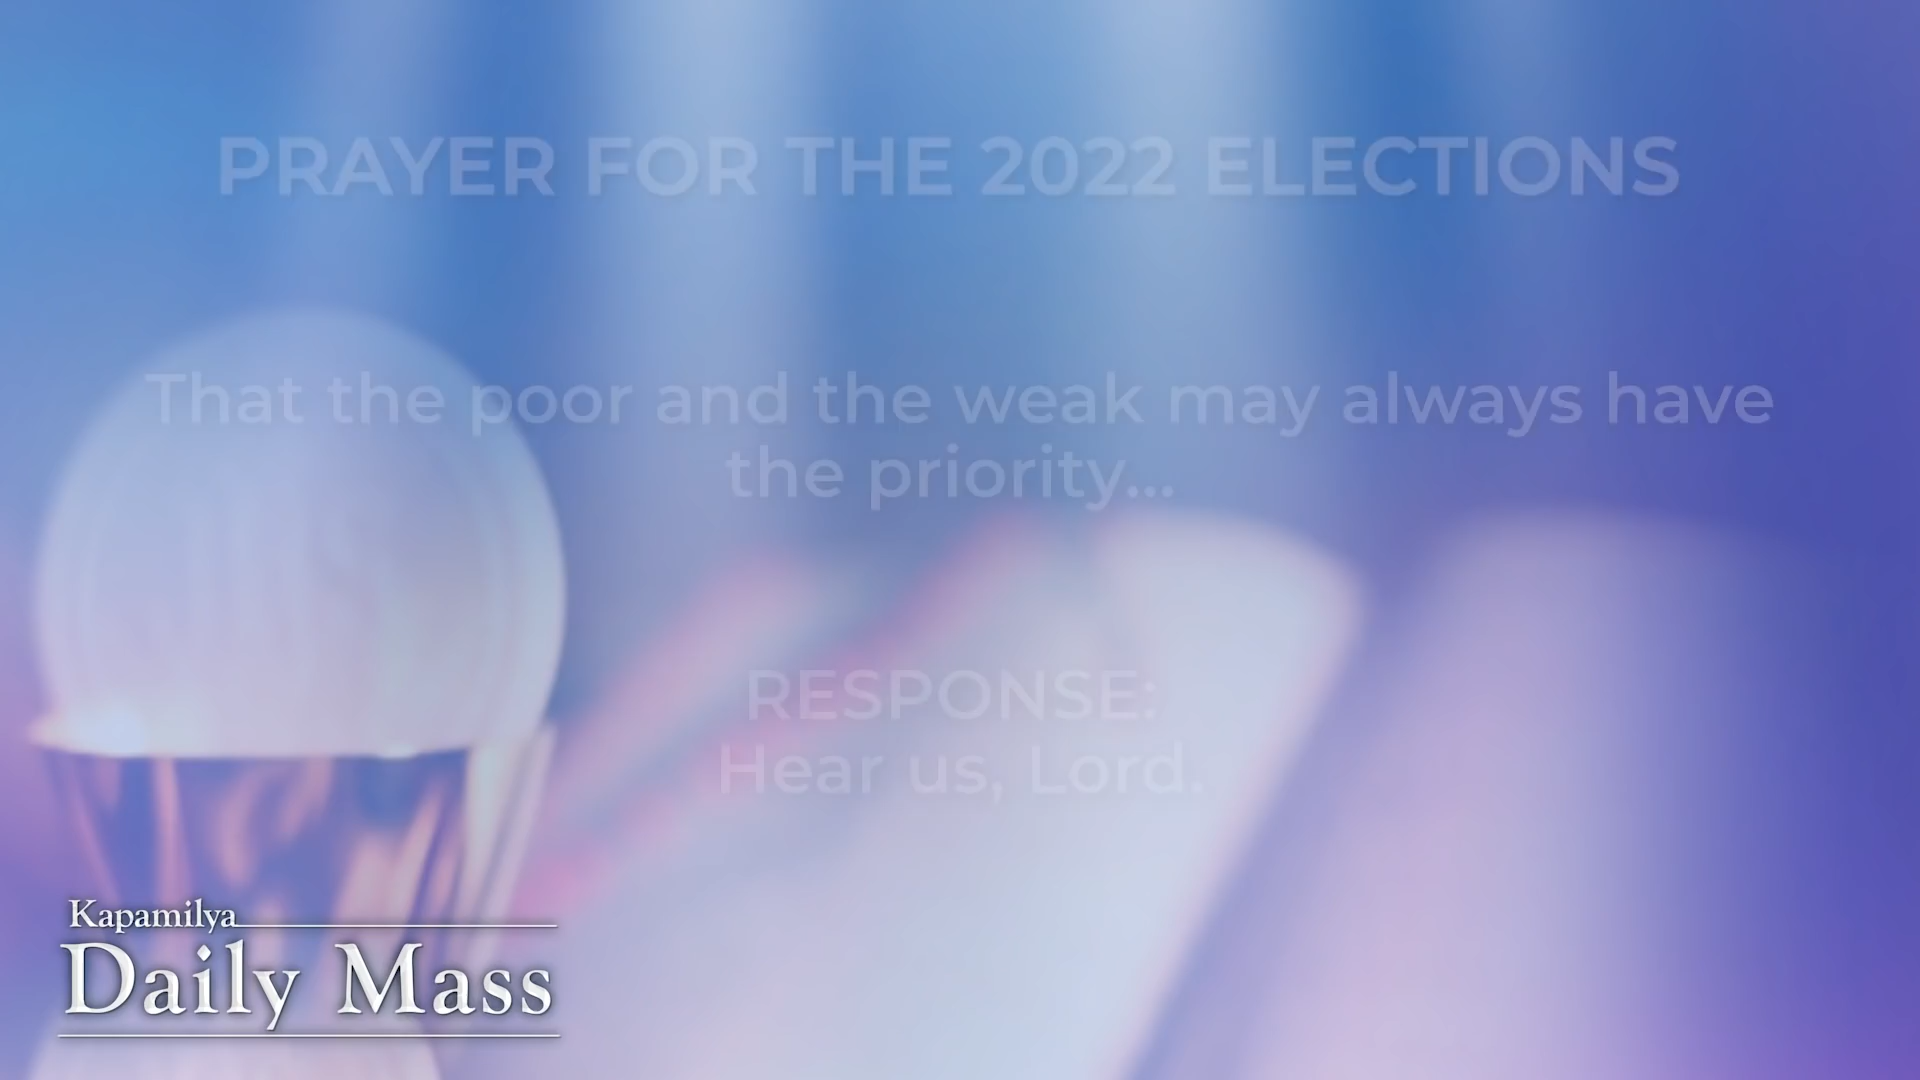 PRAYER FOR THE 2022 ELECTIONS
That the poor and the weak may always have
the priority...
RESPONSE:
Hear us, Lord.
Kapamilya
Daily Mass